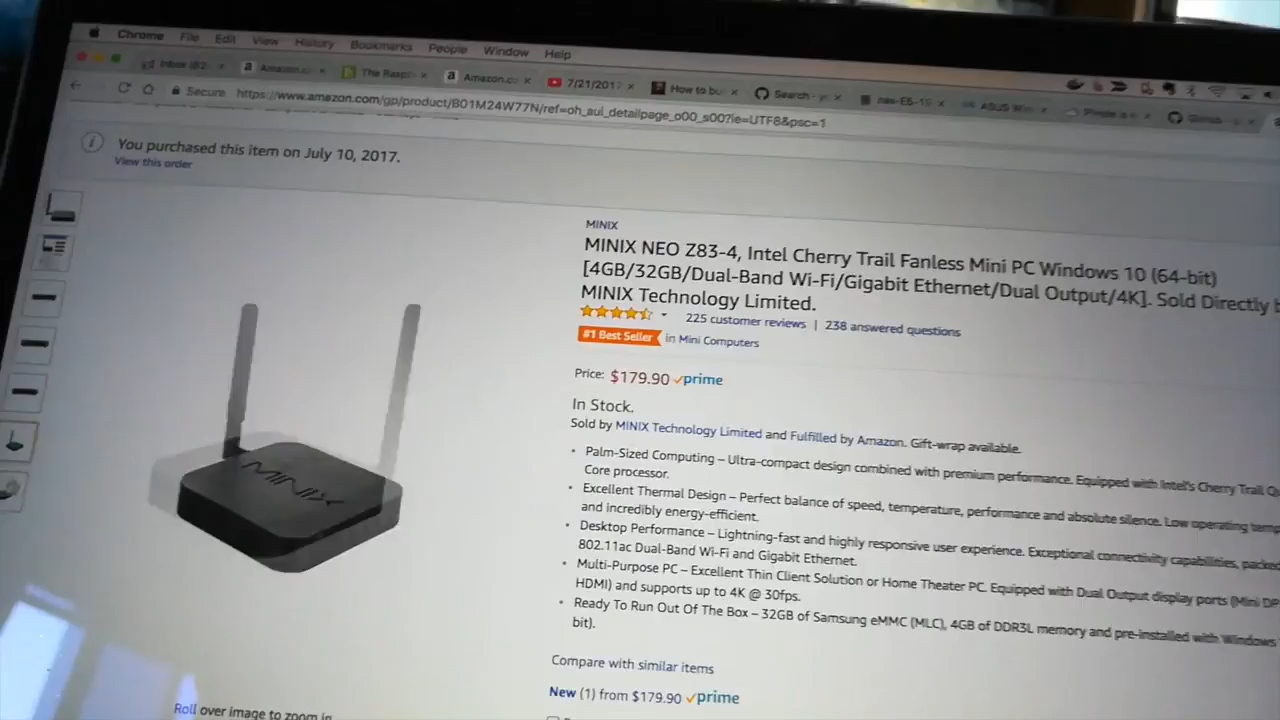 Chrome File Edit View History Bookmarks People Window Help
Inbox Amazon.c The Rasp Amazon.co 7/21/2017 How to bu Search ASUS Win
Secure https://www.amazon.com/gp/product/B01M24W77N/ref=oh_aui_detailpage_o00_s00?ie=UTF8&psc=1
You purchased this item on July 10, 2017.
View this order
MINIX
MINIX NEO Z83-4, Intel Cherry Trail Fanless Mini PC Windows 10 (64-bit)
[4GB/32GB/Dual-Band Wi-Fi/Gigabit Ethernet/Dual Output/4K]. Sold Directly
MINIX Technology Limited.
225 customer reviews | 238 answered questions
#1 Best Seller in Mini Computers
Price: $179.90 prime
In Stock.
Sold by MINIX Technology Limited and Fulfilled by Amazon. Gift-wrap available.
• Palm-Sized Computing – Ultra-compact design combined with premium performance. Equipped with Intel's Cherry Trail
Core processor.
• Excellent Thermal Design – Perfect balance of speed, temperature, performance and absolute silence. Low operating temp
and incredibly energy-efficient.
• Desktop Performance – Lightning-fast and highly responsive user experience. Exceptional connectivity capabilities, packed
802.11ac Dual-Band Wi-Fi and Gigabit Ethernet.
• Multi-Purpose PC – Excellent Thin Client Solution or Home Theater PC. Equipped with Dual Output display ports (Mini DP
HDMI) and supports up to 4K @ 30fps.
• Ready To Run Out Of The Box – 32GB of Samsung eMMC (MLC), 4GB of DDR3L memory and pre-installed with Windows
bit).
MINIX
Compare with similar items
New (1) from $179.90 prime
Roll over image to zoom in